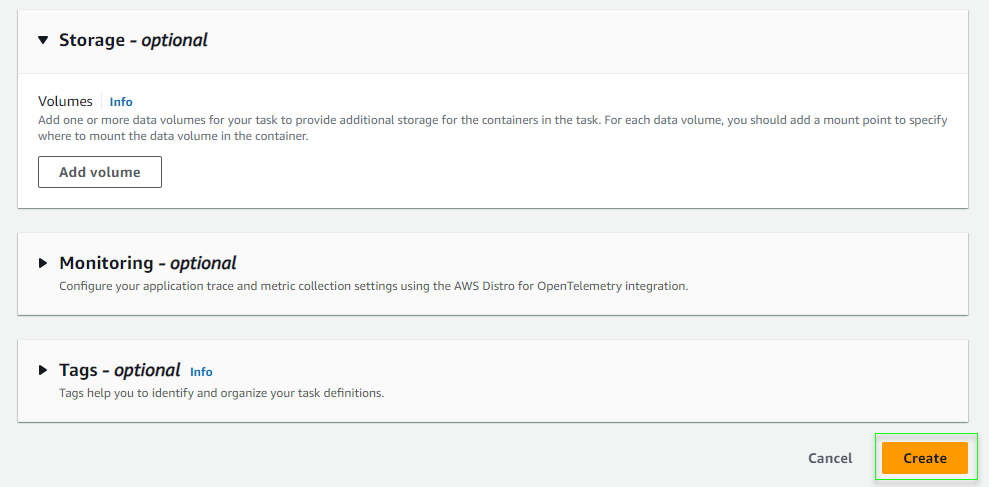 Storage - optional
Volumes Info
Add one or more data volumes for your task to provide additional storage for the containers in the task. For each data volume, you should add a mount point to specify
where to mount the data volume in the container.
Add volume
Monitoring - optional
Configure your application trace and metric collection settings using the AWS Distro for OpenTelemetry integration.
Tags - optional Info
Tags help you to identify and organize your task definitions.
Cancel Create